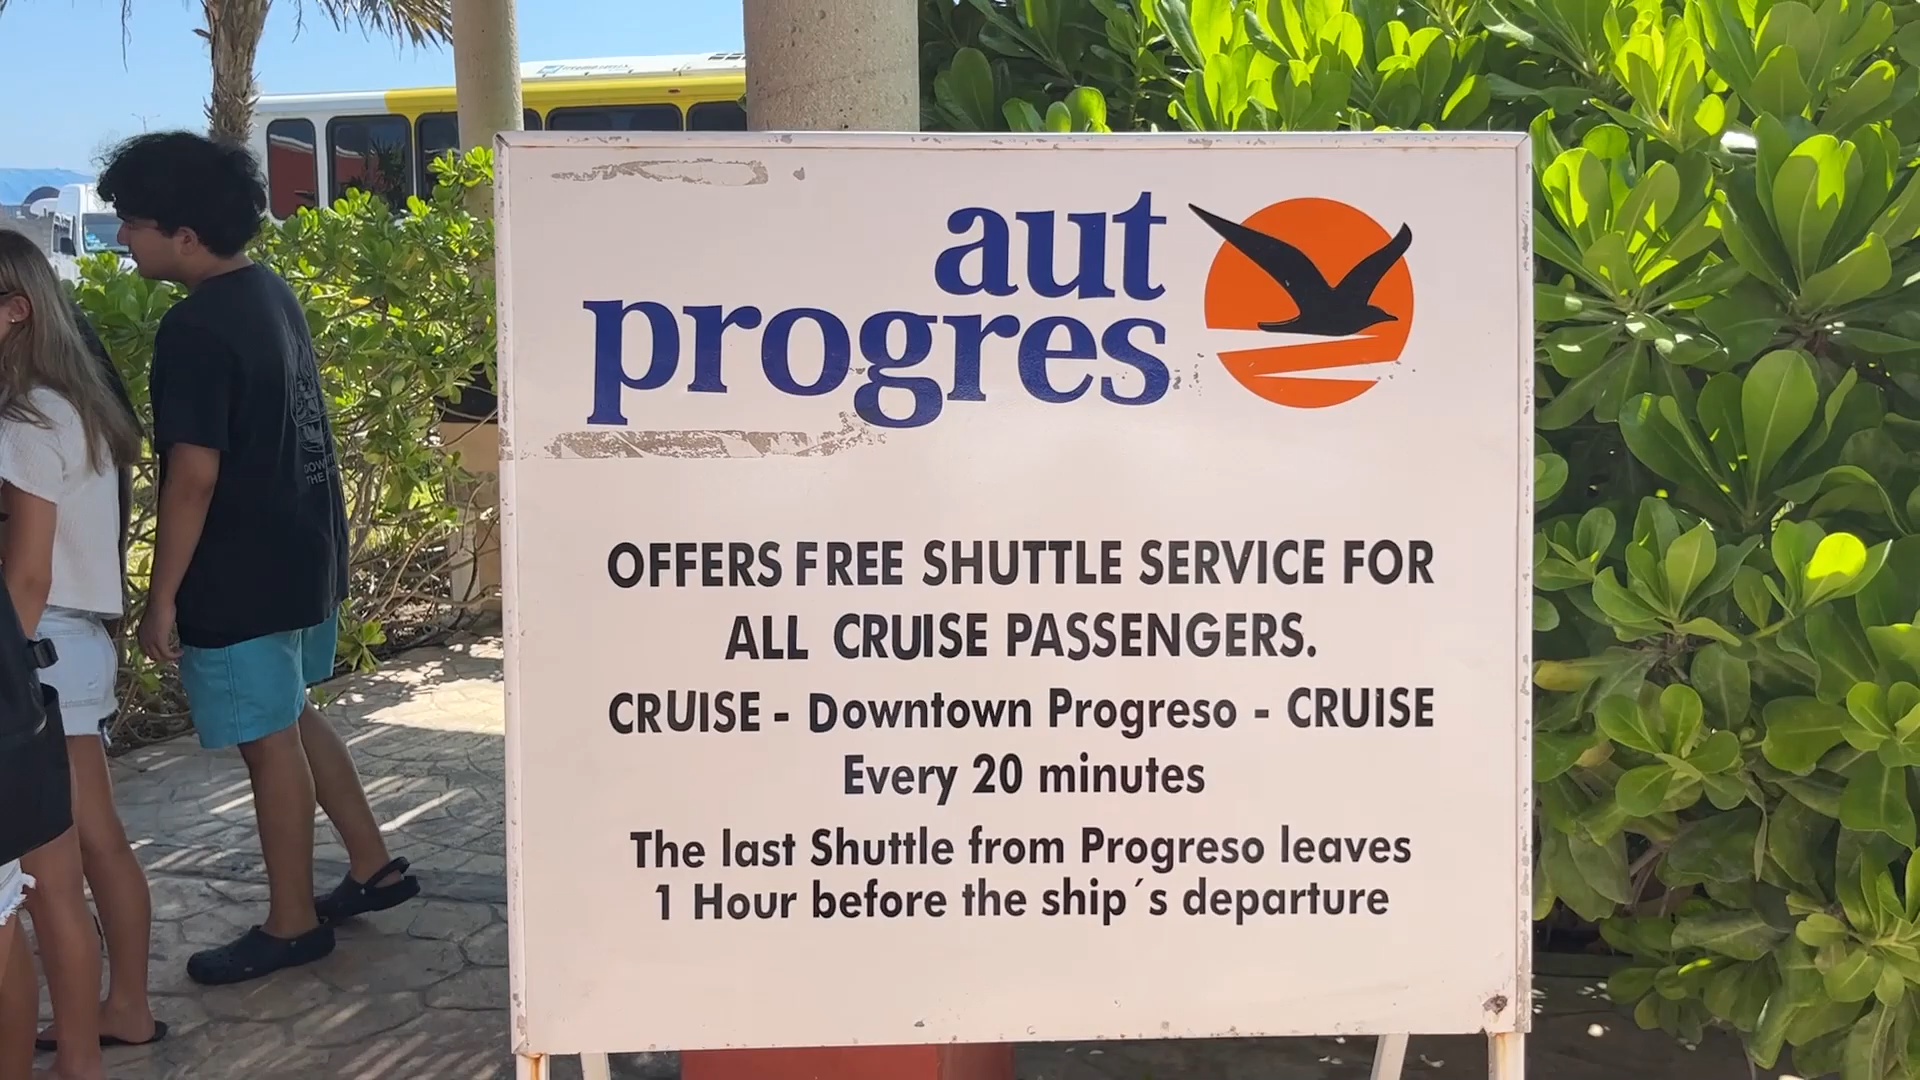 aut
progres
OFFERS FREE SHUTTLE SERVICE FOR
ALL CRUISE PASSENGERS.
CRUISE - Downtown Progreso - CRUISE
Every 20 minutes
The last Shuttle from Progreso leaves
1 Hour before the ship´s departure